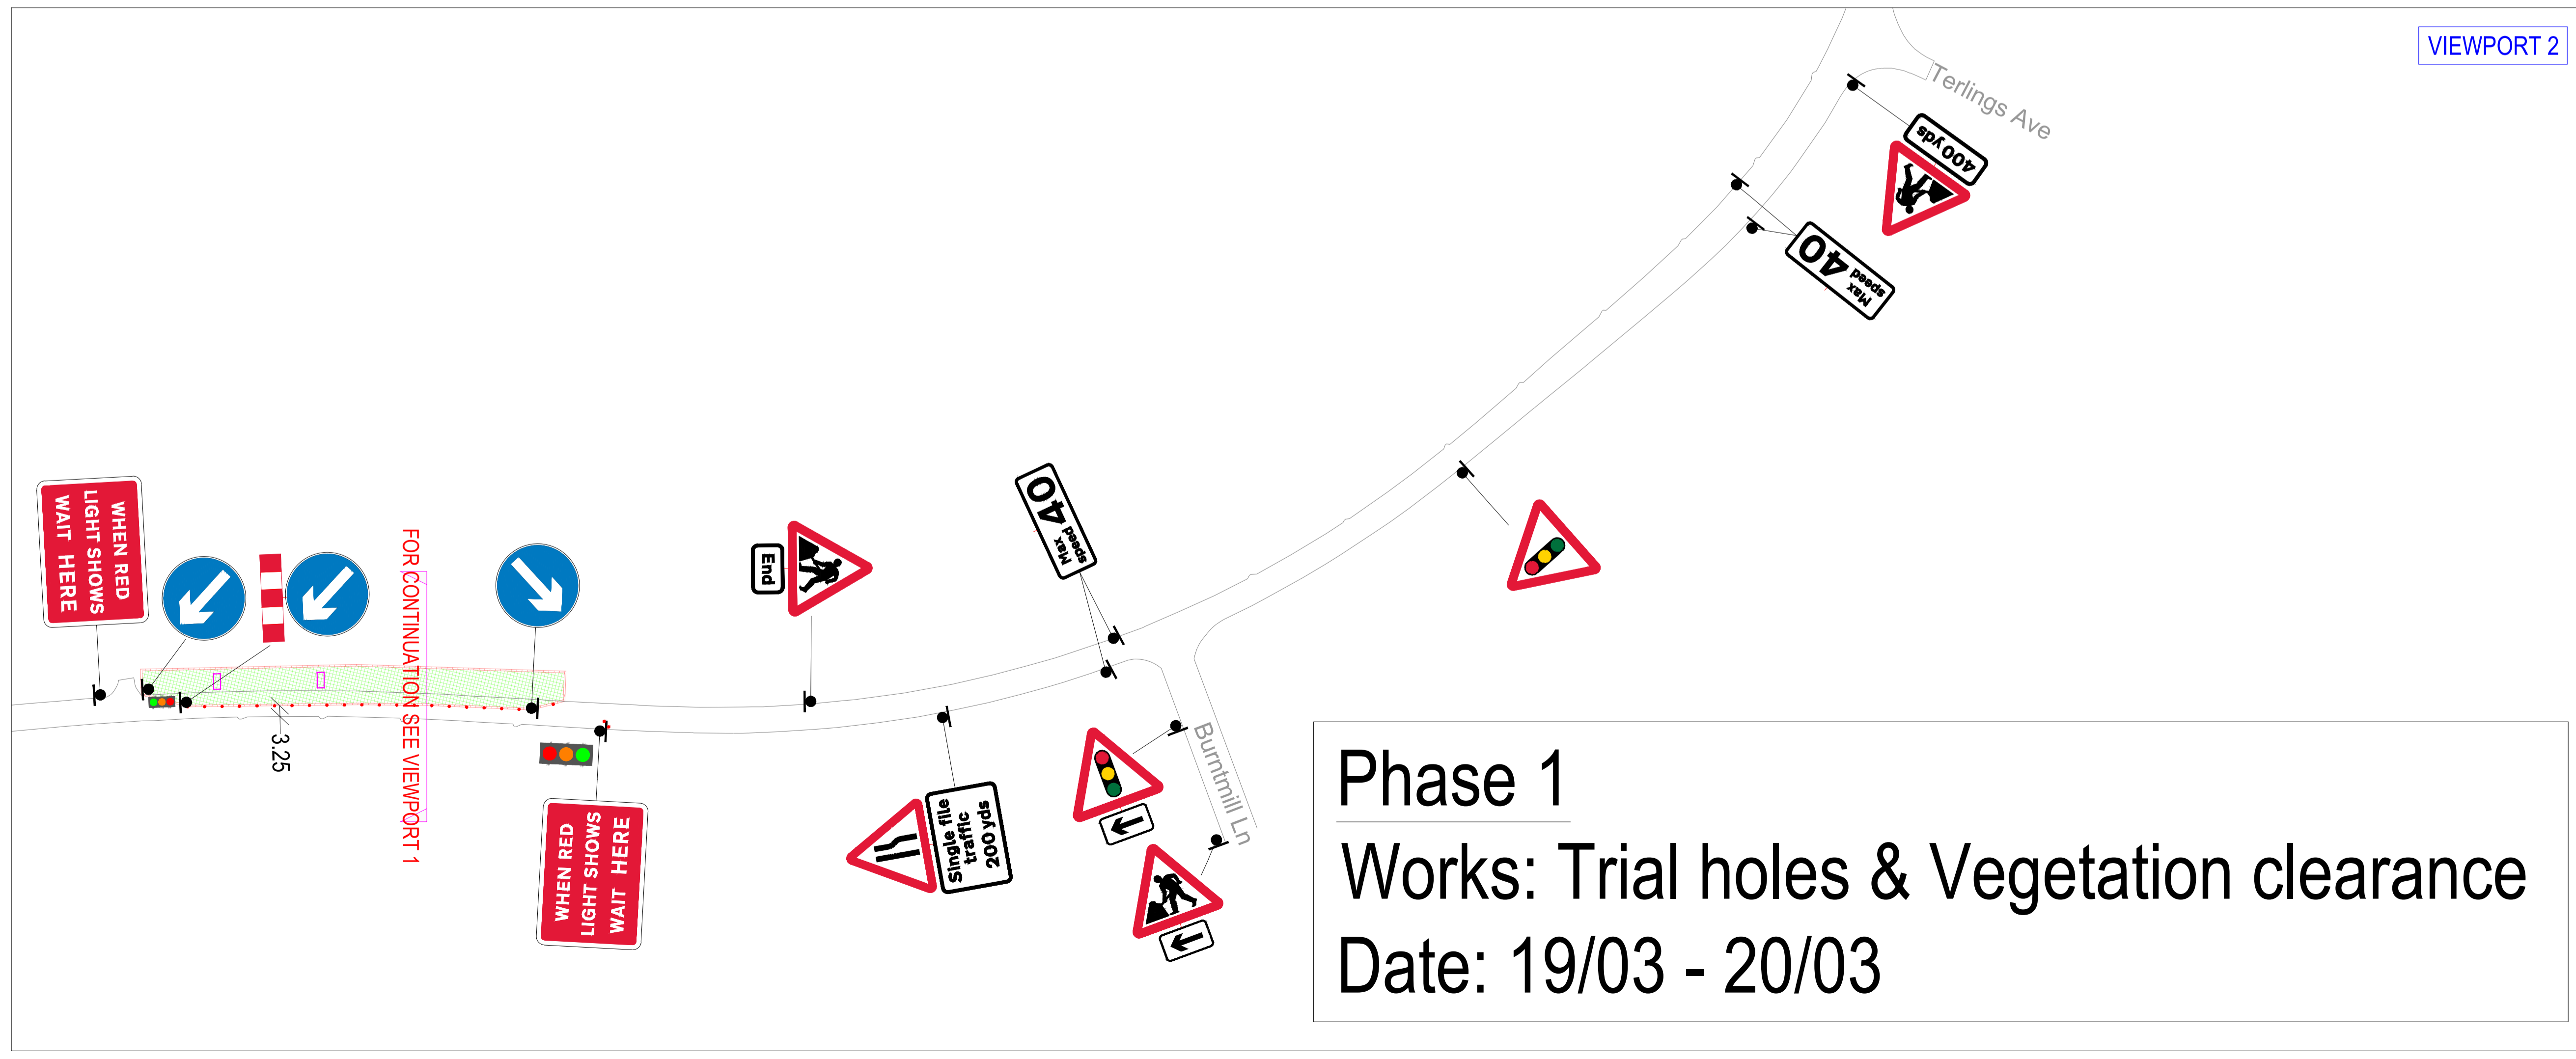 VIEWPORT 2
Terlings Ave
400 yds
40
Max
speed
40
Max
speed
WHEN RED
LIGHT SHOWS
WAIT HERE
End
FOR CONTINUATION SEE VIEWPORT 1
3.25
WHEN RED
LIGHT SHOWS
WAIT HERE
Single file
traffic
200 yds
Burntmill Ln
Phase 1
Works: Trial holes & Vegetation clearance
Date: 19/03 - 20/03